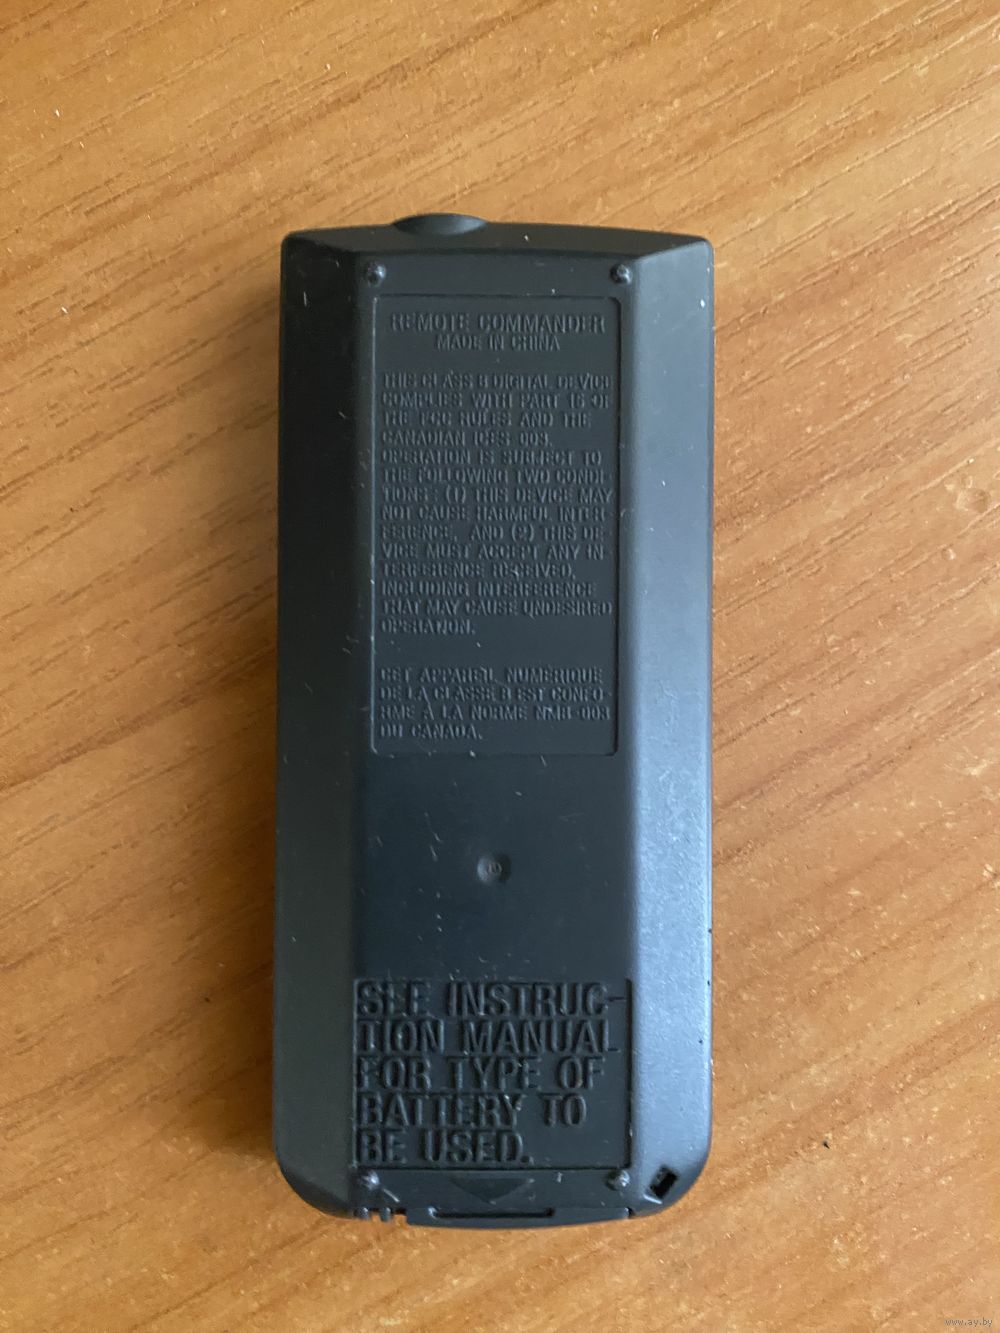 REMOTE COMMANDER
MADE IN CHINA
THIS CLASS B DIGITAL DEVICE
COMPLIES WITH PART 15 OF
THE FCC RULES AND THE
CANADIAN ICES-003.
OPERATION IS SUBJECT TO
THE FOLLOWING TWO CONDI-
TIONS : (1) THIS DEVICE MAY
NOT CAUSE HARMFUL INTER-
FERENCE, AND (2) THIS DE-
VICE MUST ACCEPT ANY IN-
TERFERENCE RECEIVED,
INCLUDING INTERFERENCE
THAT MAY CAUSE UNDESIRED
OPERATION.
CET APPAREIL NUMERIQUE
DE LA CLASSE B EST CONFO-
RME À LA NORME NMB-003
DU CANADA.
SEE INSTRUC-
TION MANUAL
FOR TYPE OF
BATTERY TO
BE USED.
www.ay.by